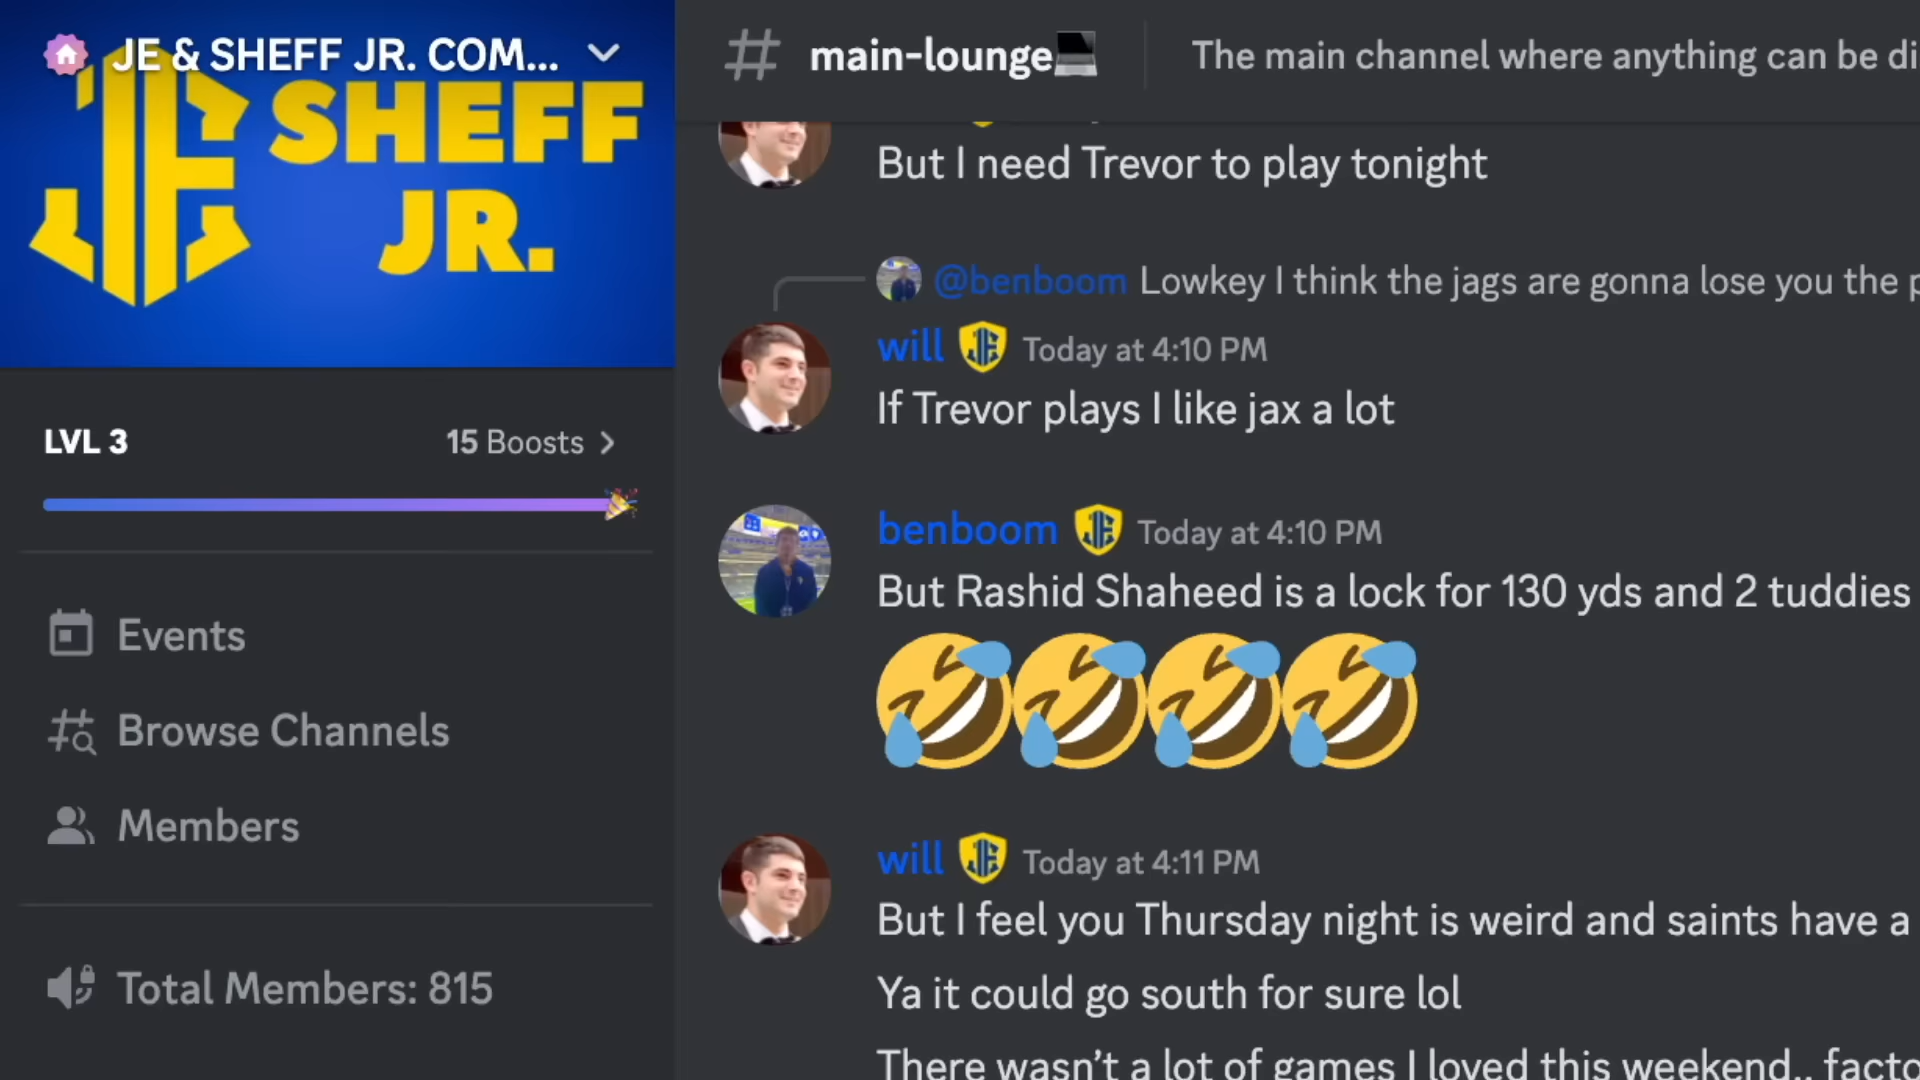 JE & SHEFF JR. COM...
JE SHEFF
JR.
LVL 3
15 Boosts
Events
Browse Channels
Members
Total Members: 815
main-lounge
The main channel where anything can be di
But I need Trevor to play tonight
@benboom Lowkey I think the jags are gonna lose you the p
will JE Today at 4:10 PM
If Trevor plays I like jax a lot
benboom JE Today at 4:10 PM
But Rashid Shaheed is a lock for 130 yds and 2 tuddies
will JE Today at 4:11 PM
But I feel you Thursday night is weird and saints have a
Ya it could go south for sure lol
There wasn't a lot of games I loved this weekend.. facto